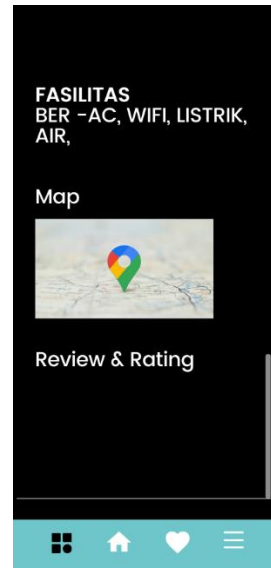 FASILITAS
BER -AC, WIFI, LISTRIK,
AIR,
Map
Review & Rating